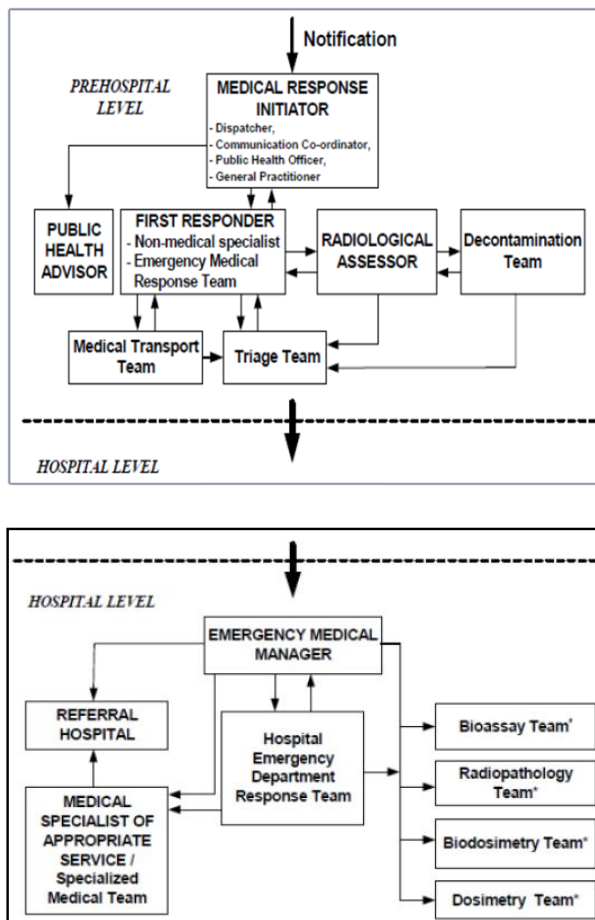 Notification
PREHOSPITAL
LEVEL
MEDICAL RESPONSE
INITIATOR
- Dispatcher,
- Communication Co-ordinator,
- Public Health Officer,
- General Practitioner
PUBLIC
HEALTH
ADVISOR
FIRST RESPONDER
- Non-medical specialist
- Emergency Medical
Response Team
RADIOLOGICAL
ASSESSOR
Decontamination
Team
Medical Transport
Team
Triage Team
HOSPITAL LEVEL
HOSPITAL LEVEL
EMERGENCY MEDICAL
MANAGER
REFERRAL
HOSPITAL
Hospital
Emergency
Department
Response Team
MEDICAL
SPECIALIST OF
APPROPRIATE
SERVICE /
Specialized
Medical Team
Bioassay Team*
Radiopathology
Team*
Biodosimetry Team*
Dosimetry Team*